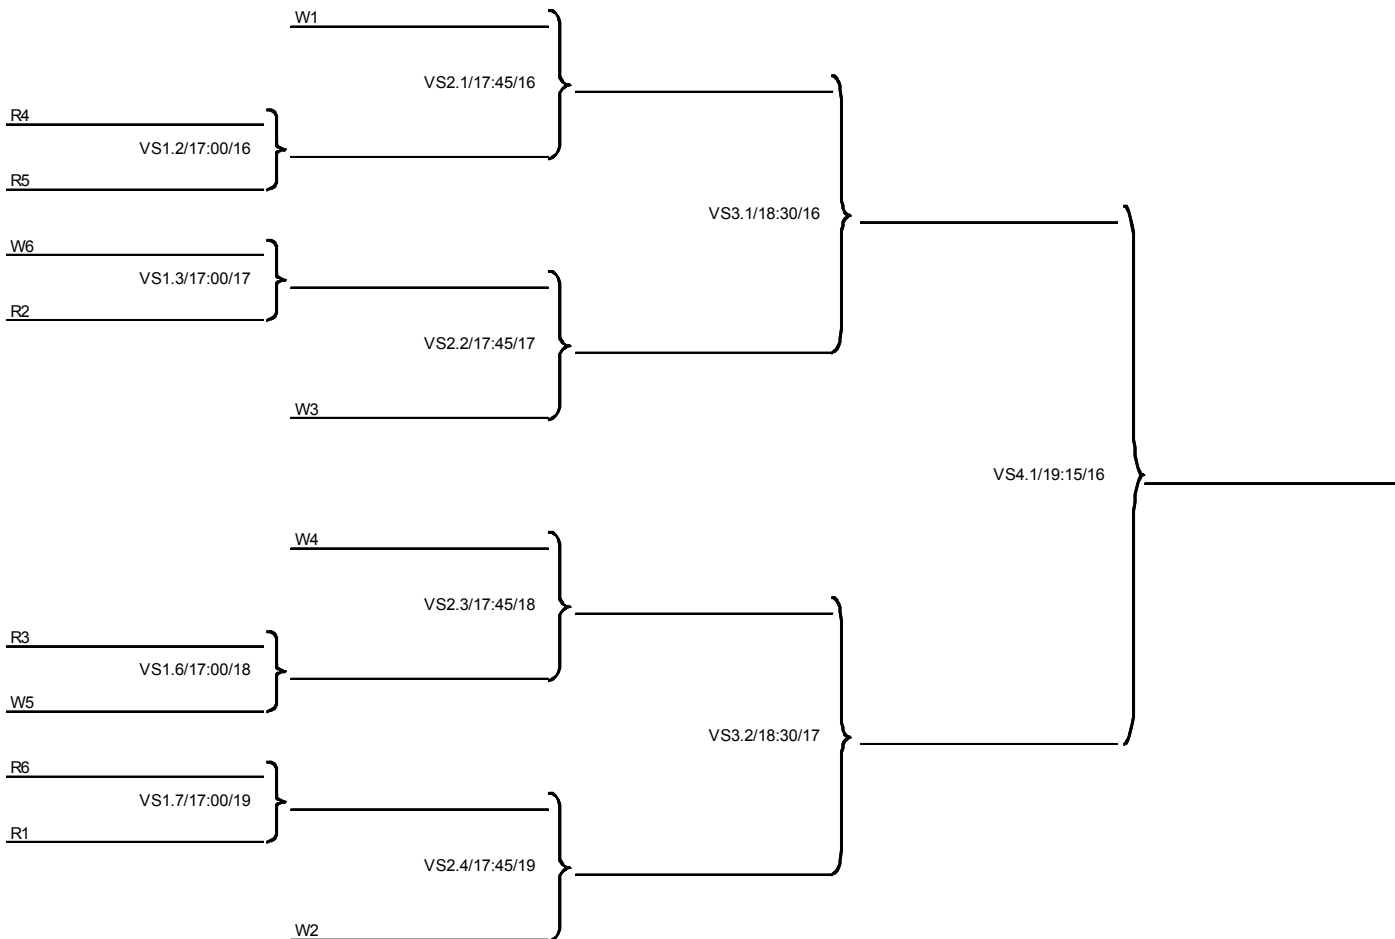 W1
VS2.1/17:45/16
R4
VS1.2/17:00/16
R5
VS3.1/18:30/16
W6
VS1.3/17:00/17
R2
VS2.2/17:45/17
W3
VS4.1/19:15/16
W4
VS2.3/17:45/18
R3
VS1.6/17:00/18
W5
VS3.2/18:30/17
R6
VS1.7/17:00/19
R1
VS2.4/17:45/19
W2